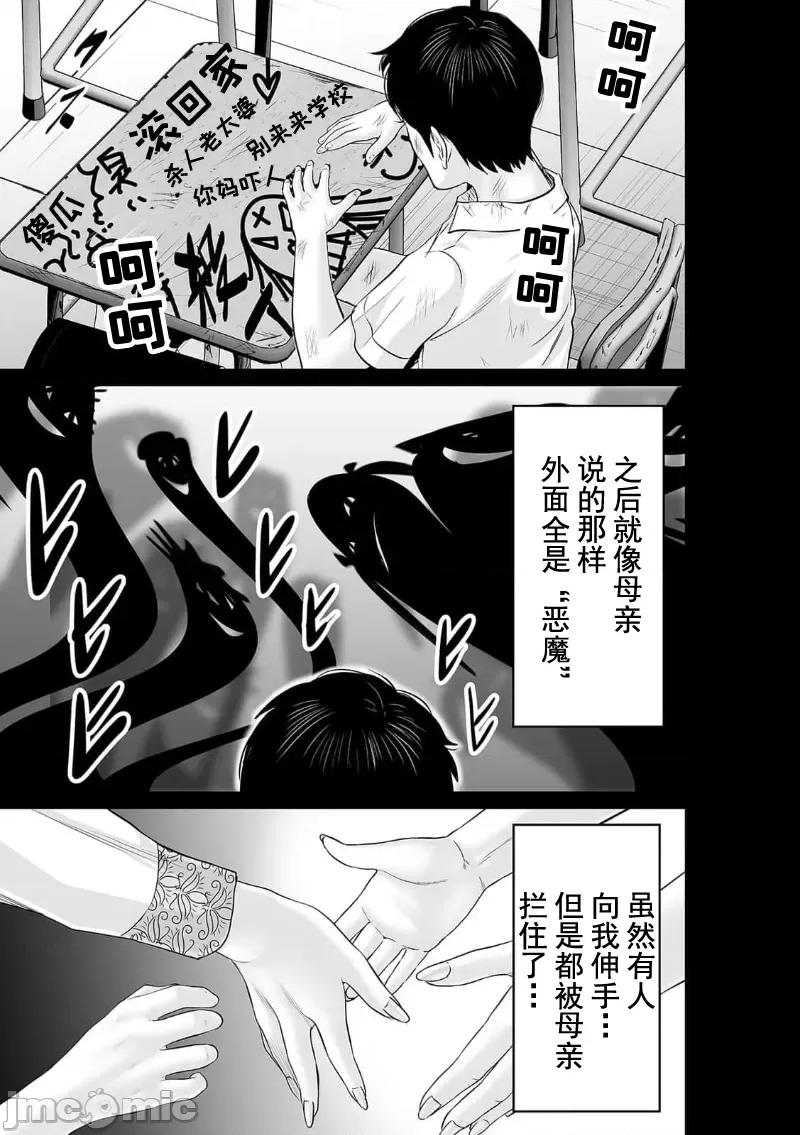 呵呵
滚回家
杀人老太婆
别来来学校
你妈吓人
臭
傻瓜
呵呵
呵呵
之后就像母亲
说的那样
外面全是“恶魔”
虽然有人
向我伸手…
但是都被母亲
拦住了…
jmcomic